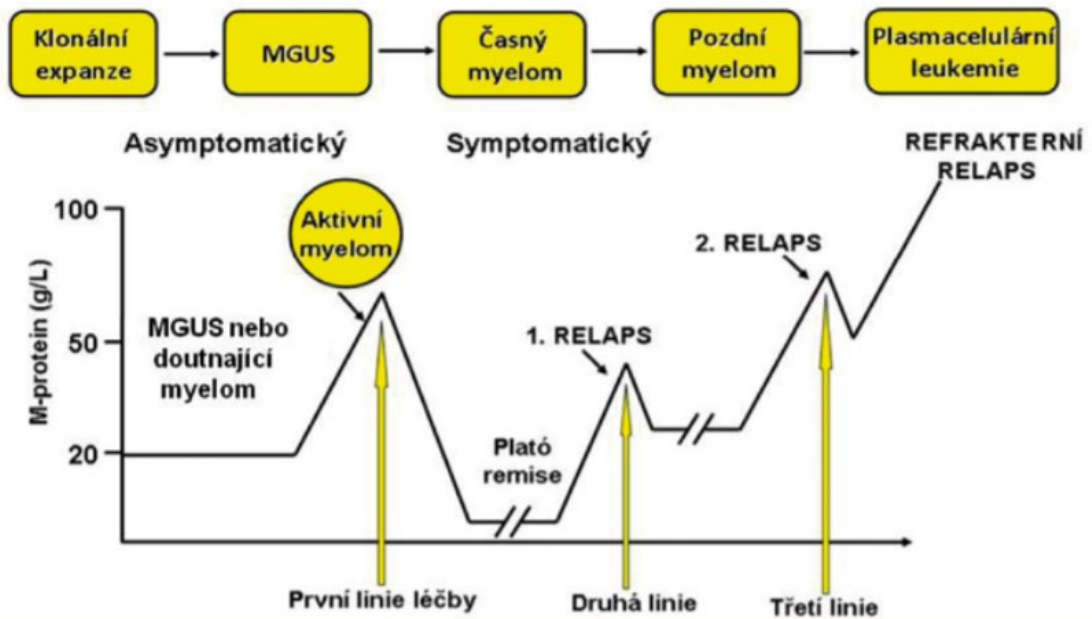 Klonální
expanze
MGUS
Časný
myelom
Pozdní
myelom
Plasmacelulární
leukemie
Asymptomatický
Symptomatický
REFRAKTERNÍ
RELAPS
100
50
20
M-protein (g/L)
Aktivní
myelom
MGUS nebo
doutnající
myelom
Plató
remise
1. RELAPS
2. RELAPS
První linie léčby
Druhá linie
Třetí linie